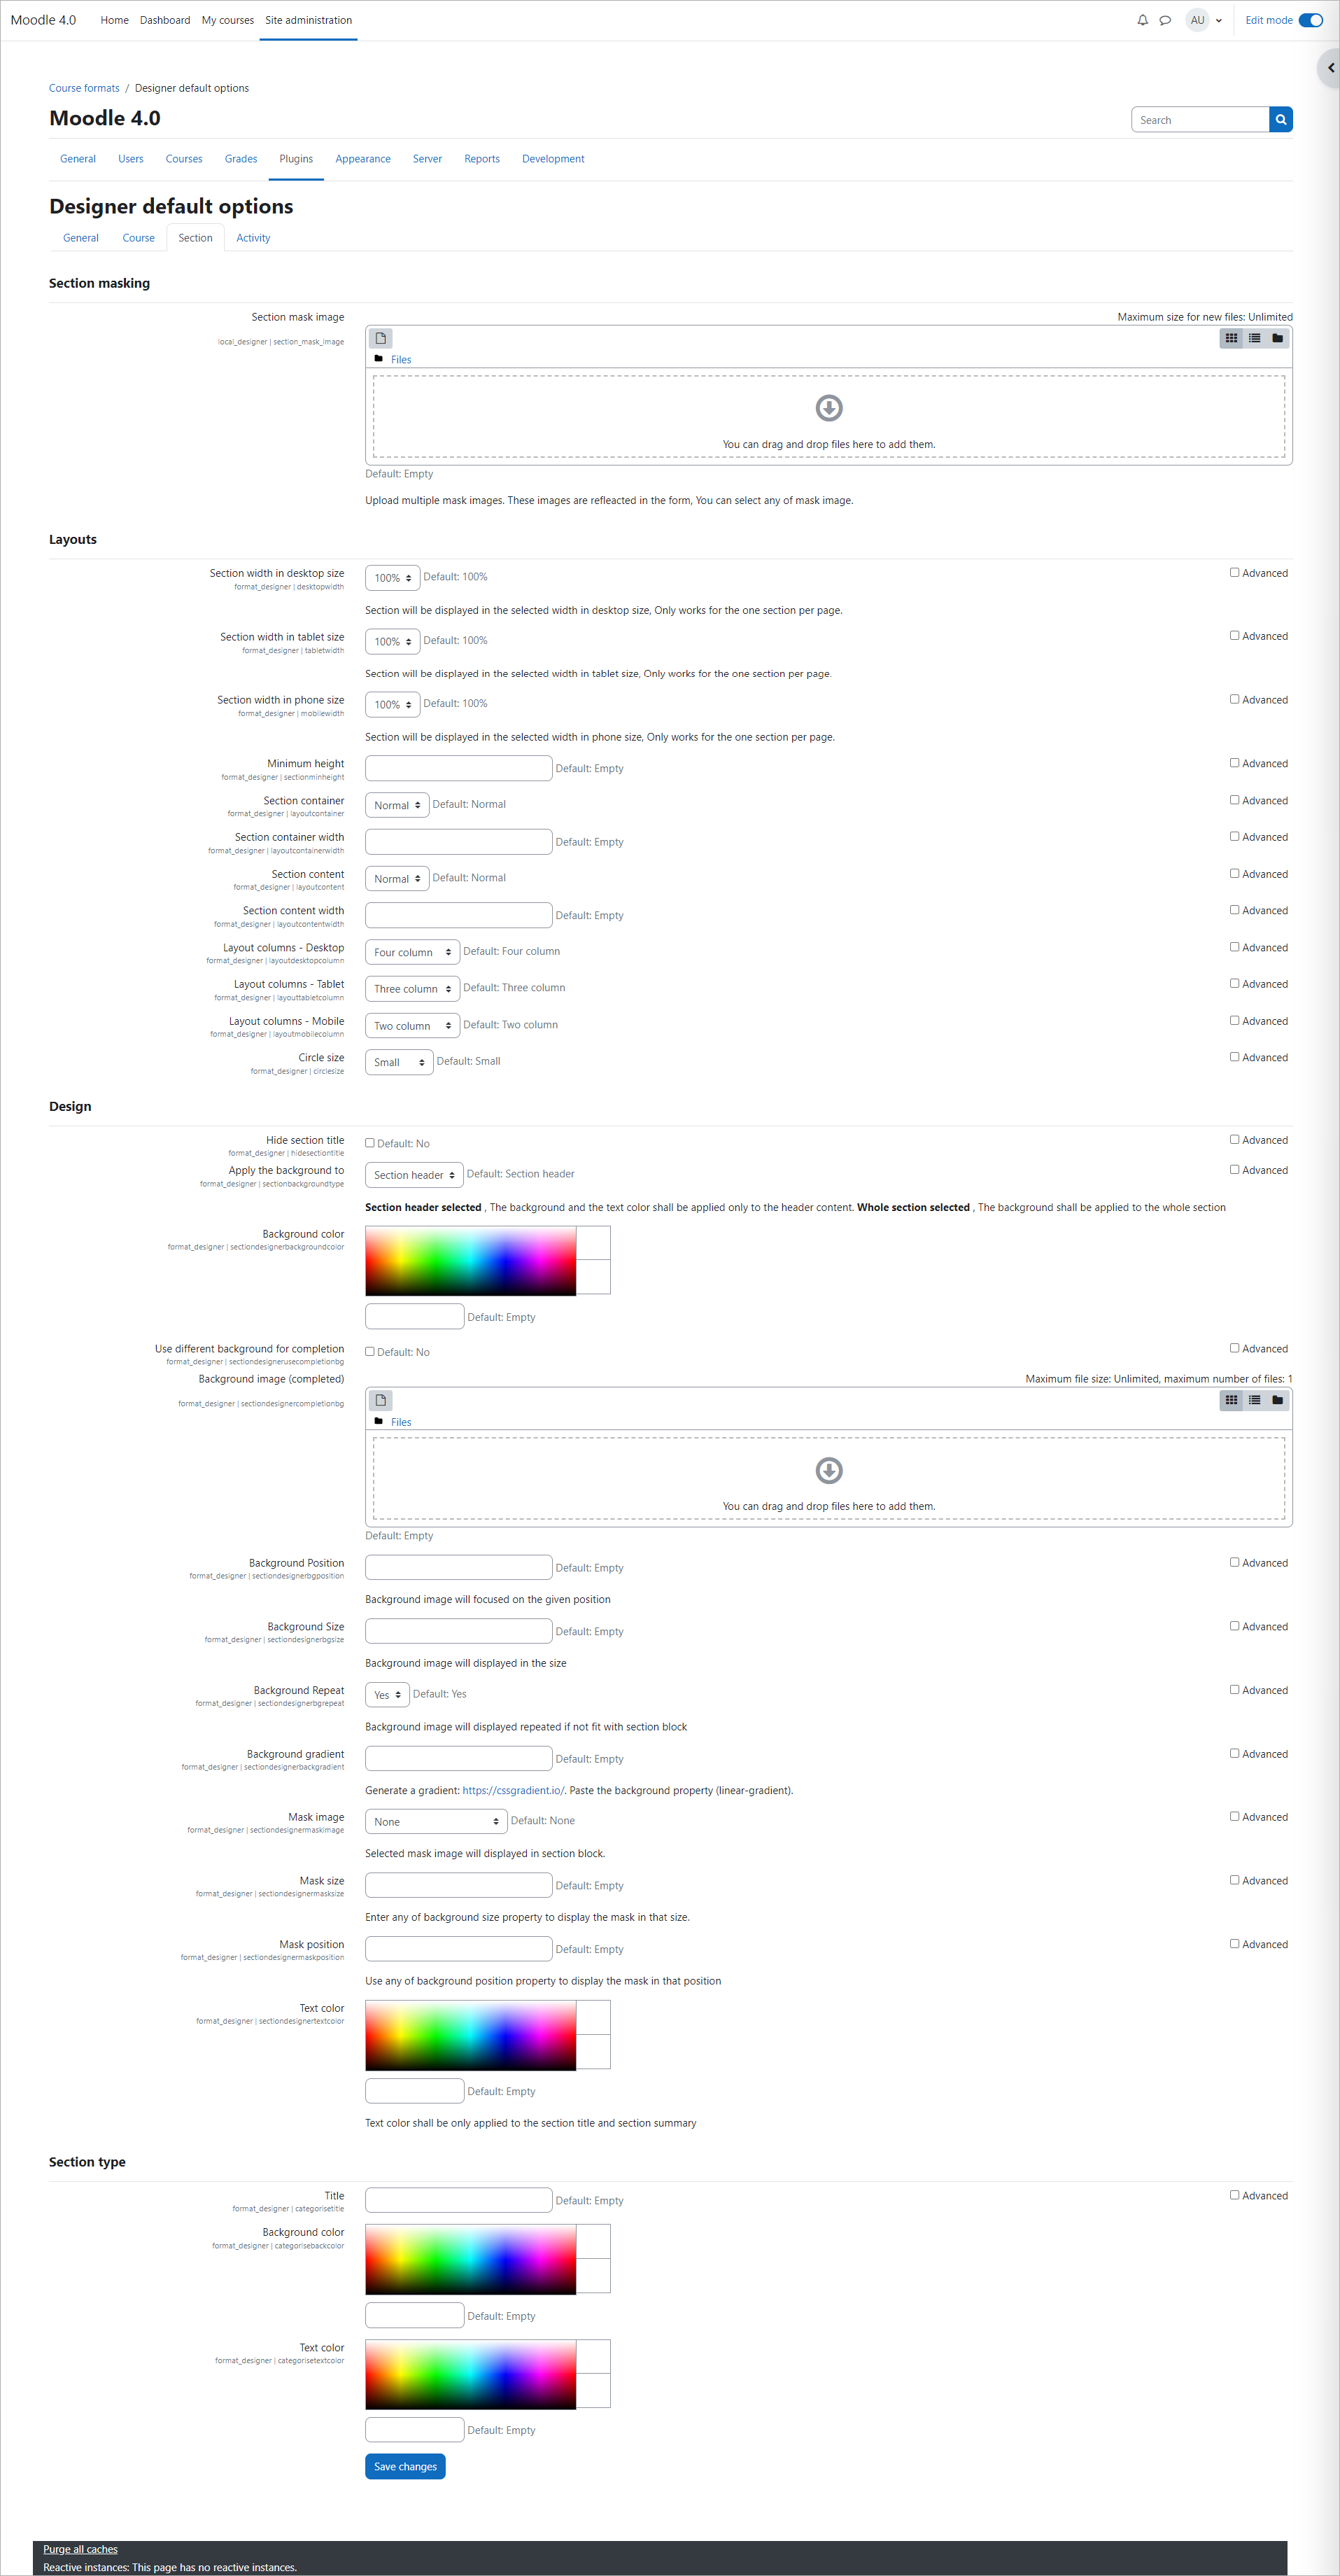 Moodle 4.0 Home Dashboard My courses Site administration AU Edit mode
Course formats / Designer default options
Moodle 4.0
Search
General Users Courses Grades Plugins Appearance Server Reports Development
Designer default options
General Course Section Activity
Section masking
Section mask image Maximum size for new files: Unlimited
local_designer | section_mask_image
Files
You can drag and drop files here to add them.
Default: Empty
Upload multiple mask images. These images are refleacted in the form, You can select any of mask image.
Layouts
Section width in desktop size 100% Default: 100% Advanced
format_designer | desktopwidth
Section will be displayed in the selected width in desktop size, Only works for the one section per page.
Section width in tablet size 100% Default: 100% Advanced
format_designer | tabletwidth
Section will be displayed in the selected width in tablet size, Only works for the one section per page.
Section width in phone size 100% Default: 100% Advanced
format_designer | mobilewidth
Section will be displayed in the selected width in phone size, Only works for the one section per page.
Minimum height Default: Empty Advanced
format_designer | sectionminheight
Section container Normal Default: Normal Advanced
format_designer | layoutcontainer
Section container width Default: Empty Advanced
format_designer | layoutcontainerwidth
Section content Normal Default: Normal Advanced
format_designer | layoutcontent
Section content width Default: Empty Advanced
format_designer | layoutcontentwidth
Layout columns - Desktop Four column Default: Four column Advanced
format_designer | layoutdesktopcolumn
Layout columns - Tablet Three column Default: Three column Advanced
format_designer | layouttabletcolumn
Layout columns - Mobile Two column Default: Two column Advanced
format_designer | layoutmobilecolumn
Circle size Small Default: Small Advanced
format_designer | circlesize
Design
Hide section title Default: No Advanced
format_designer | hidesectiontitle
Apply the background to Section header Default: Section header Advanced
format_designer | sectionbackgroundtype
Section header selected , The background and the text color shall be applied only to the header content. Whole section selected , The background shall be applied to the whole section
Background color
format_designer | sectiondesignerbackgroundcolor
Default: Empty
Use different background for completion Default: No Advanced
format_designer | sectiondesignerusecompletionbg
Background image (completed) Maximum file size: Unlimited, maximum number of files: 1
format_designer | sectiondesignercompletionbg
Files
You can drag and drop files here to add them.
Default: Empty
Background Position Default: Empty Advanced
format_designer | sectiondesignerbgposition
Background image will focused on the given position
Background Size Default: Empty Advanced
format_designer | sectiondesignerbgsize
Background image will displayed in the size
Background Repeat Yes Default: Yes Advanced
format_designer | sectiondesignerbgrepeat
Background image will displayed repeated if not fit with section block
Background gradient Default: Empty Advanced
format_designer | sectiondesignerbackgradient
Generate a gradient: https://cssgradient.io/. Paste the background property (linear-gradient).
Mask image None Default: None Advanced
format_designer | sectiondesignermaskimage
Selected mask image will displayed in section block.
Mask size Default: Empty Advanced
format_designer | sectiondesignermasksize
Enter any of background size property to display the mask in that size.
Mask position Default: Empty Advanced
format_designer | sectiondesignermaskposition
Use any of background position property to display the mask in that position
Text color
format_designer | sectiondesignertextcolor
Default: Empty
Text color shall be only applied to the section title and section summary
Section type
Title Default: Empty Advanced
format_designer | categorisetitle
Background color
format_designer | categorisebackcolor
Default: Empty
Text color
format_designer | categorisetextcolor
Default: Empty
Save changes
Purge all caches
Reactive instances: This page has no reactive instances.